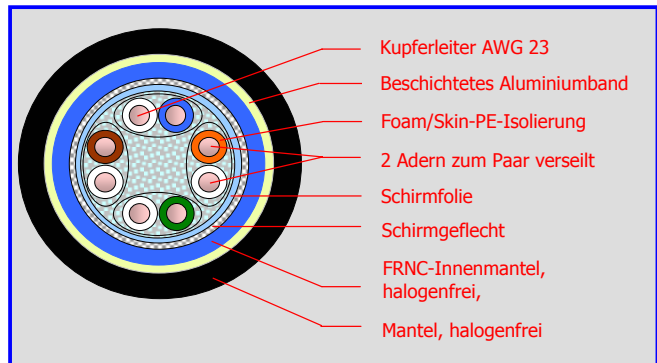 Kupferleiter AWG 23
Beschichtetes Aluminiumband
Foam/Skin-PE-Isolierung
2 Adern zum Paar verseilt
Schirmfolie
Schirmgeflecht
FRNC-Innenmantel,
halogenfrei,
Mantel, halogenfrei